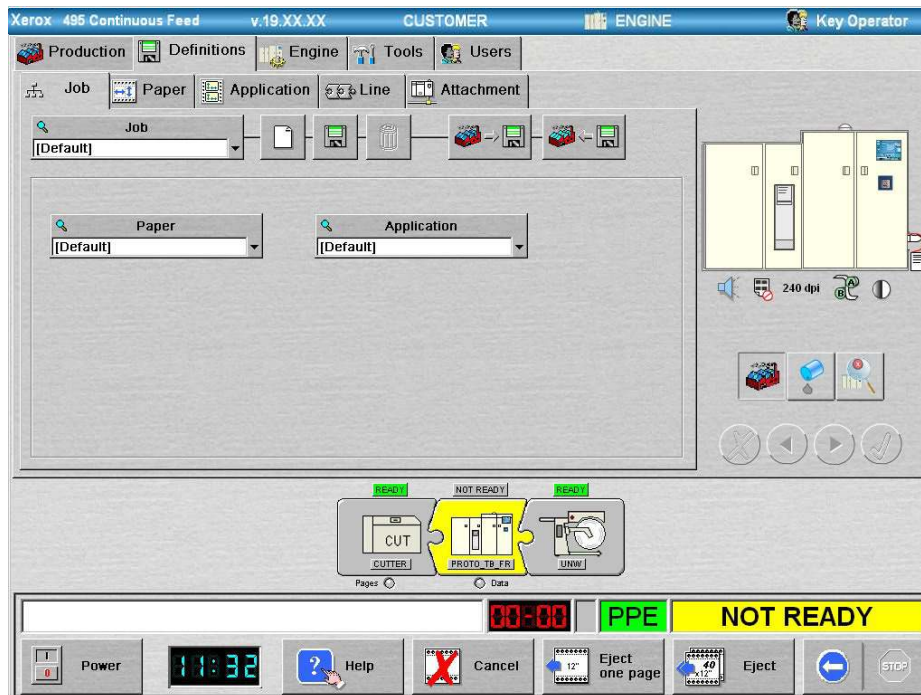 Xerox 495 Continuous Feed v.19.XX.XX CUSTOMER ENGINE Key Operator
Production Definitions Engine Tools Users
Job Paper Application Line Attachment
Job
[Default]
Paper Application
[Default] [Default]
240 dpi
A
B
READY NOT READY READY
CUT
CUTTER PROTO_TB_FR UNW
Pages Data
00-00 PPE NOT READY
Power 11:32 ? Help Cancel 12" Eject one page 40 x12" Eject STOP